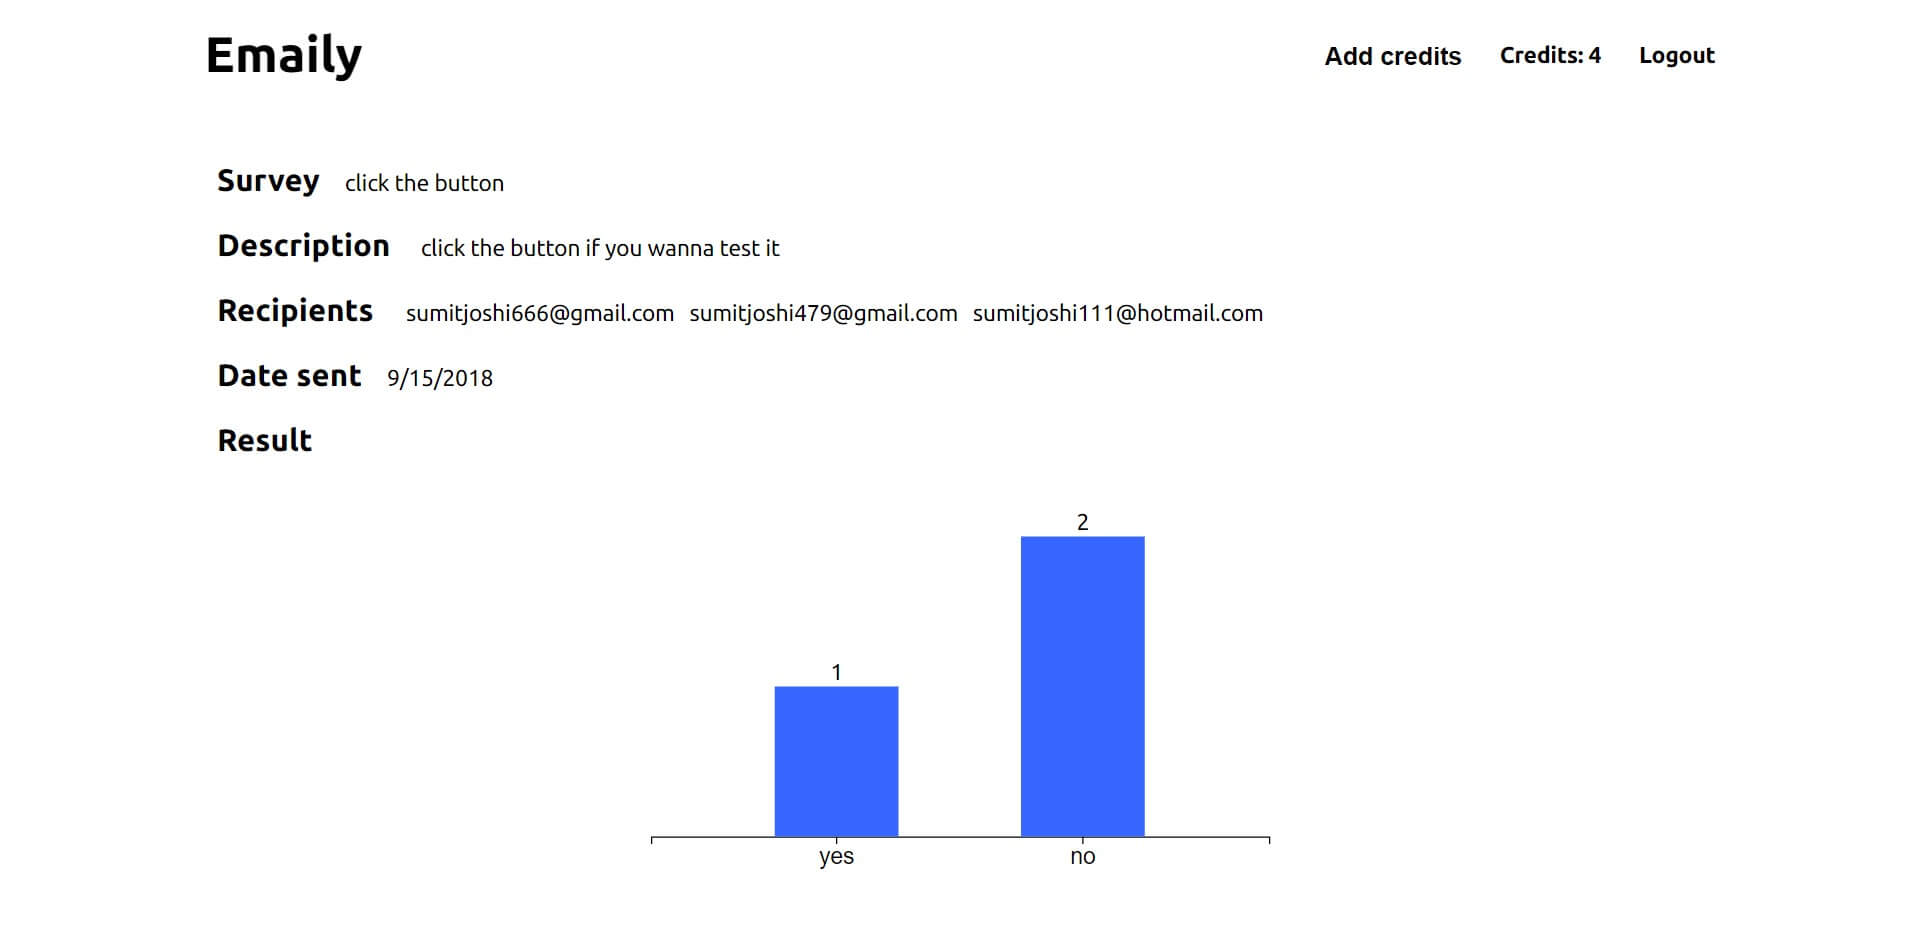 Emaily Add credits Credits: 4 Logout
Survey click the button
Description click the button if you wanna test it
Recipients sumitjoshi666@gmail.com sumitjoshi479@gmail.com sumitjoshi111@hotmail.com
Date sent 9/15/2018
Result
2
1
yes no